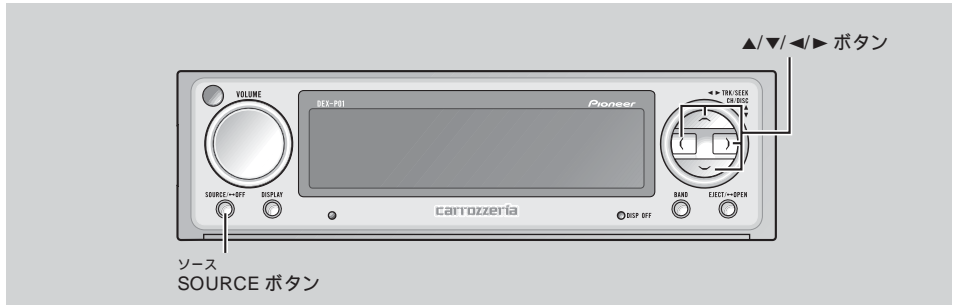 ▲/▼/◄/► ボタン
VOLUME
DEX-P01
Pioneer
◄ ► TRK/SEEK
CH/DISC ▲▼
SOURCE/↔OFF
DISPLAY
carrozzeria
DISP OFF
BAND
EJECT/↔OPEN
ソース
SOURCE ボタン